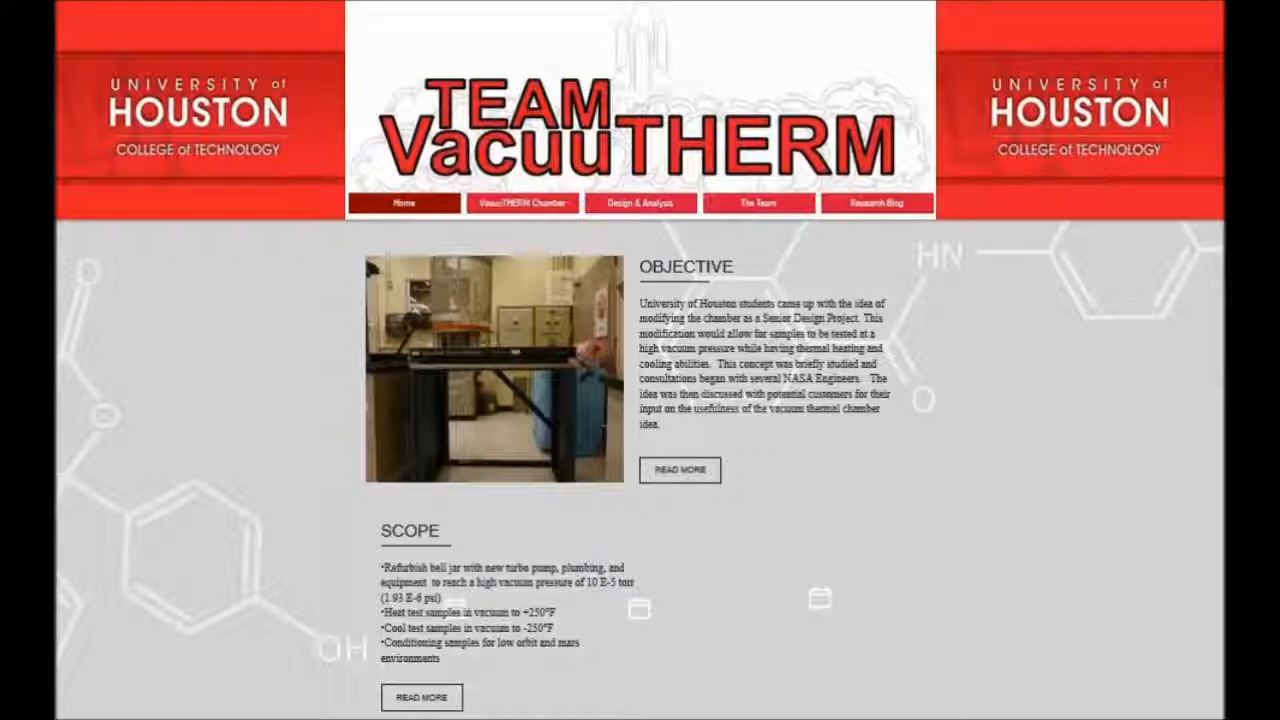 UNIVERSITY of
HOUSTON
COLLEGE of TECHNOLOGY
TEAM
VacuuTHERM
UNIVERSITY of
HOUSTON
COLLEGE of TECHNOLOGY
Home
VacuuTHERM Chamber
Design & Analysis
The Team
Research Blog
OBJECTIVE
University of Houston students came up with the idea of
modifying the chamber as a Senior Design Project. This
modification would allow for samples to be tested at a
high vacuum pressure while having thermal heating and
cooling abilities. This concept was briefly studied and
consultations began with several NASA Engineers. The
idea was then discussed with potential customers for their
input on the usefulness of the vacuum thermal chamber
idea.
READ MORE
SCOPE
•Refurbish bell jar with new turbo pump, plumbing, and
equipment to reach a high vacuum pressure of 10 E-5 torr
(1.93 E-6 psi)
•Heat test samples in vacuum to +250°F
•Cool test samples in vacuum to -250°F
•Conditioning samples for low orbit and mars
environments
READ MORE
HN
O
O
O
OH